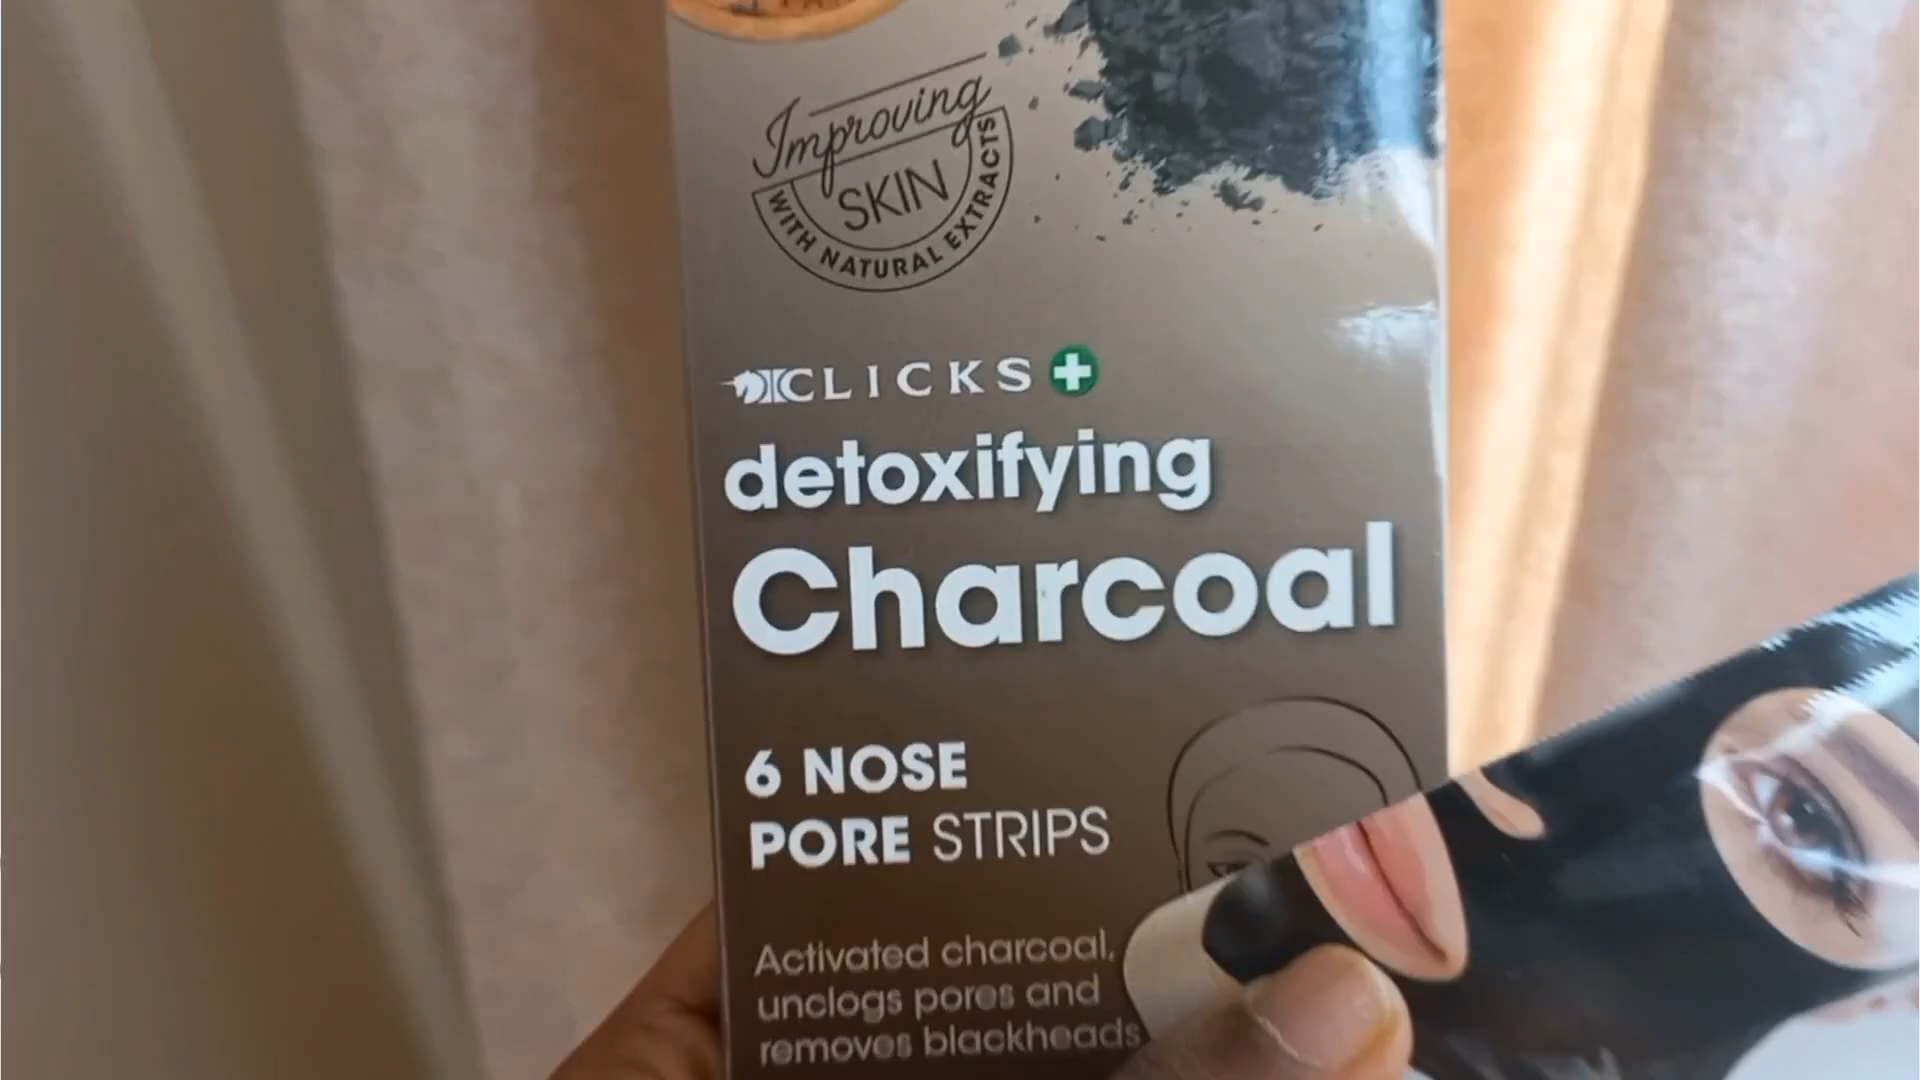 Improving
SKIN
WITH NATURAL EXTRACTS
CLICKS
detoxifying
Charcoal
6 NOSE
PORE STRIPS
Activated charcoal,
unclogs pores and
removes blackheads